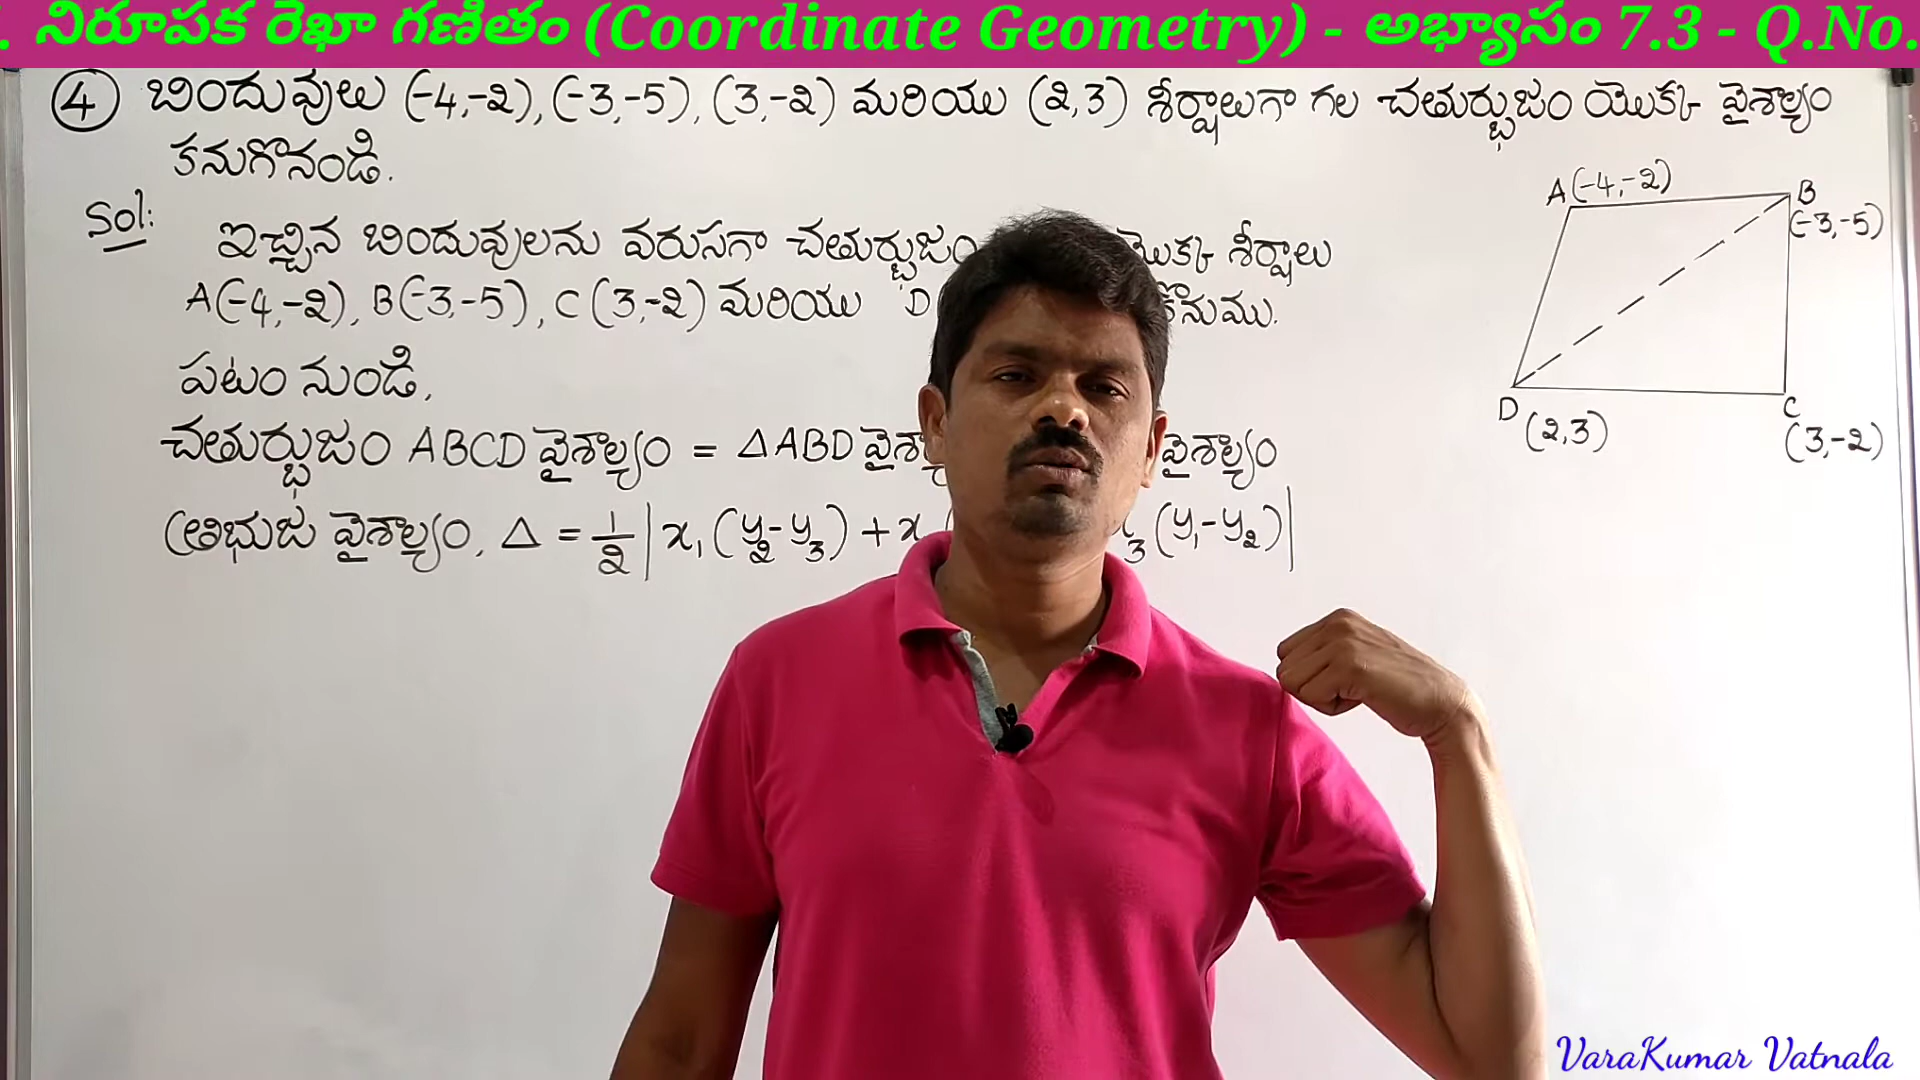 . నిరూపక రేఖా గణితం (Coordinate Geometry) - అభ్యాసం 7.3 - Q.No.
④ బిందువులు (-4,-2), (-3,-5), (3,-2) మరియు (2,3) శీర్షాలుగా గల చతుర్భుజం యొక్క వైశాల్యం
కనుగొనండి.
Sol:
ఇచ్చిన బిందువులను వరుసగా చతుర్భుజం యొక్క శీర్షాలు
A(-4,-2), B(-3,-5), C(3,-2) మరియు D
పటం నుండి,
చతుర్భుజం ABCD వైశాల్యం = △ABD వైశా వైశాల్యం
త్రిభుజ వైశాల్యం, △ = 1/2 | x₁ (y₂-y₃) + x ₃ (y₁-y₂) |
A(-4,-2)
B
(-3,-5)
D
(2,3)
C
(3,-2)
VaraKumar Vatnala